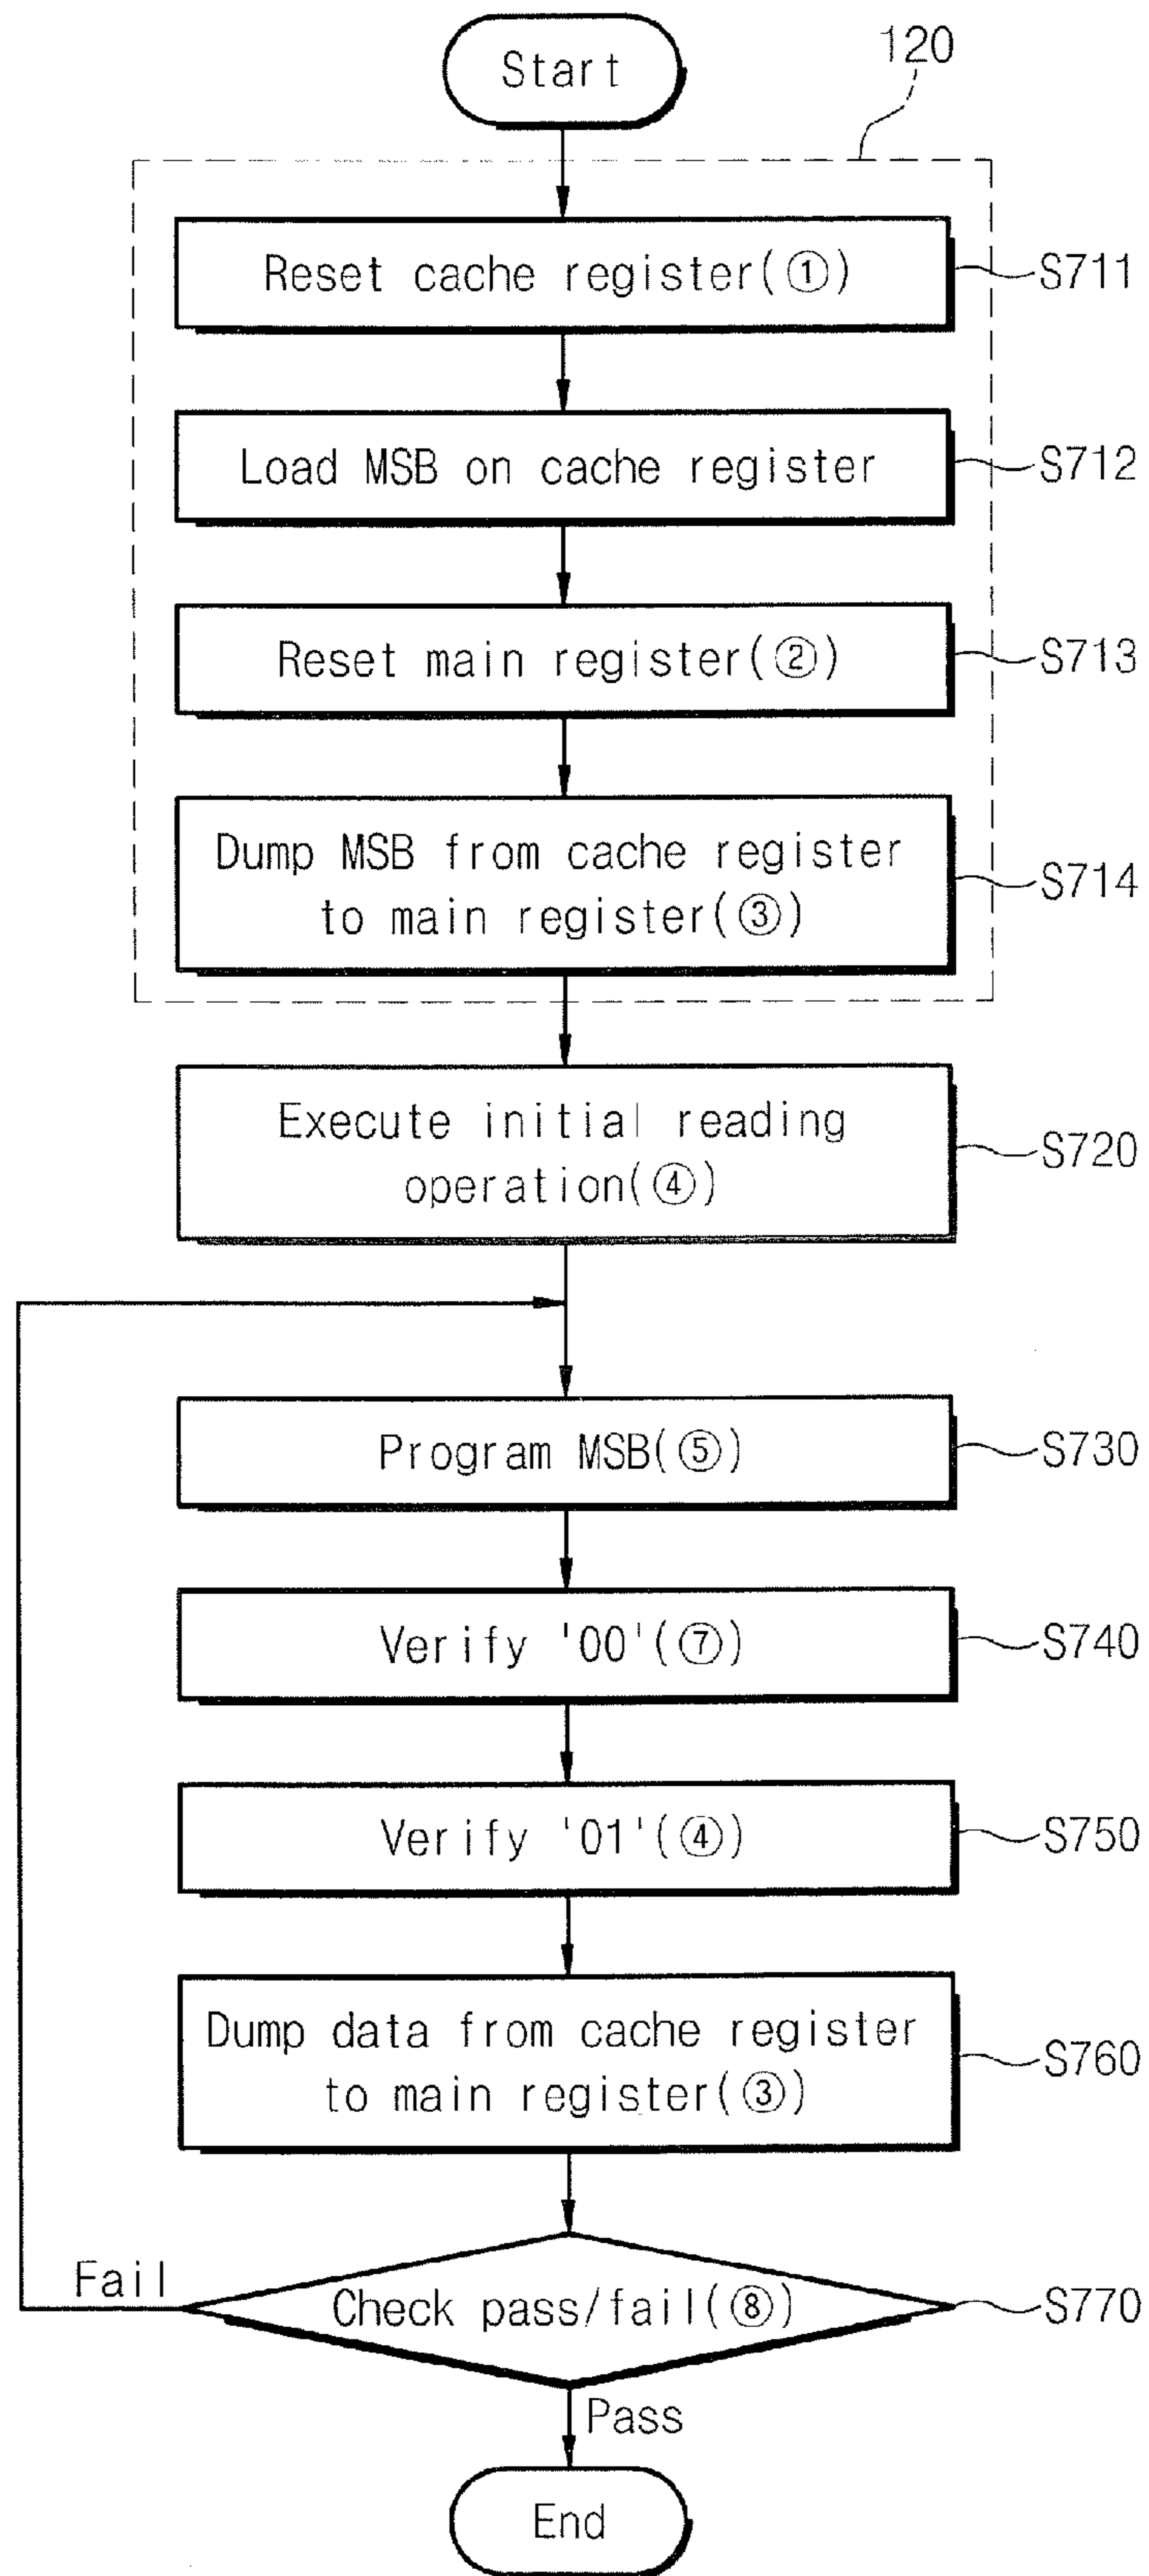 Start
120
Reset cache register(①)
S711
Load MSB on cache register
S712
Reset main register(②)
S713
Dump MSB from cache register
to main register(③)
S714
Execute initial reading
operation(④)
S720
Program MSB(⑤)
S730
Verify '00'(⑦)
S740
Verify '01'(④)
S750
Dump data from cache register
to main register(③)
S760
Fail
Check pass/fail(⑧)
S770
Pass
End